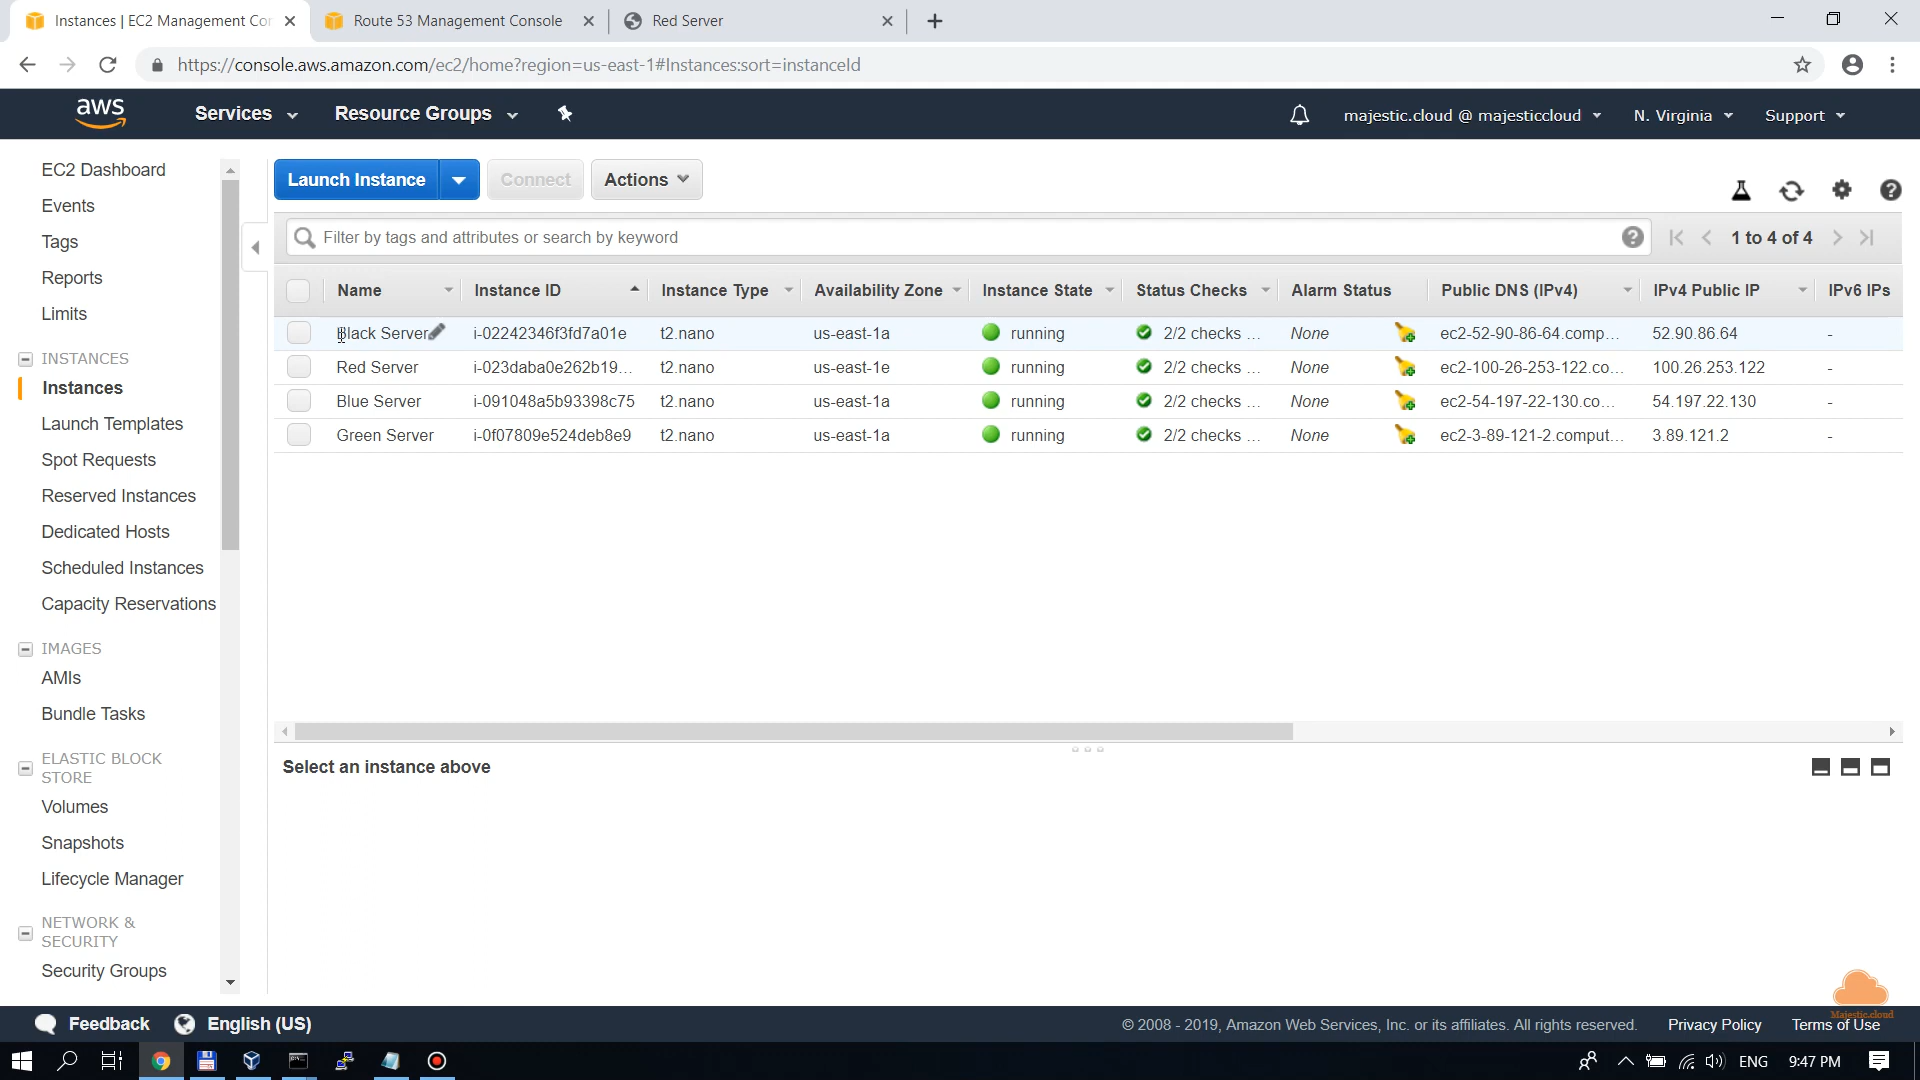 Instances | EC2 Management Con
Route 53 Management Console
Red Server
https://console.aws.amazon.com/ec2/home?region=us-east-1#Instances:sort=instanceId
aws
Services
Resource Groups
majestic.cloud @ majesticcloud
N. Virginia
Support
EC2 Dashboard
Events
Tags
Reports
Limits
INSTANCES
Instances
Launch Templates
Spot Requests
Reserved Instances
Dedicated Hosts
Scheduled Instances
Capacity Reservations
IMAGES
AMIs
Bundle Tasks
ELASTIC BLOCK
STORE
Volumes
Snapshots
Lifecycle Manager
NETWORK &
SECURITY
Security Groups
Launch Instance
Connect
Actions
Filter by tags and attributes or search by keyword
1 to 4 of 4
Name Instance ID Instance Type Availability Zone Instance State Status Checks Alarm Status Public DNS (IPv4) IPv4 Public IP IPv6 IPs
Black Server i-02242346f3fd7a01e t2.nano us-east-1a running 2/2 checks ... None ec2-52-90-86-64.comp... 52.90.86.64 -
Red Server i-023daba0e262b19... t2.nano us-east-1e running 2/2 checks ... None ec2-100-26-253-122.co... 100.26.253.122 -
Blue Server i-091048a5b93398c75 t2.nano us-east-1a running 2/2 checks ... None ec2-54-197-22-130.co... 54.197.22.130 -
Green Server i-0f07809e524deb8e9 t2.nano us-east-1a running 2/2 checks ... None ec2-3-89-121-2.comput... 3.89.121.2 -
Select an instance above
Majestic.cloud
Feedback
English (US)
© 2008 - 2019, Amazon Web Services, Inc. or its affiliates. All rights reserved.
Privacy Policy
Terms of Use
ENG
9:47 PM